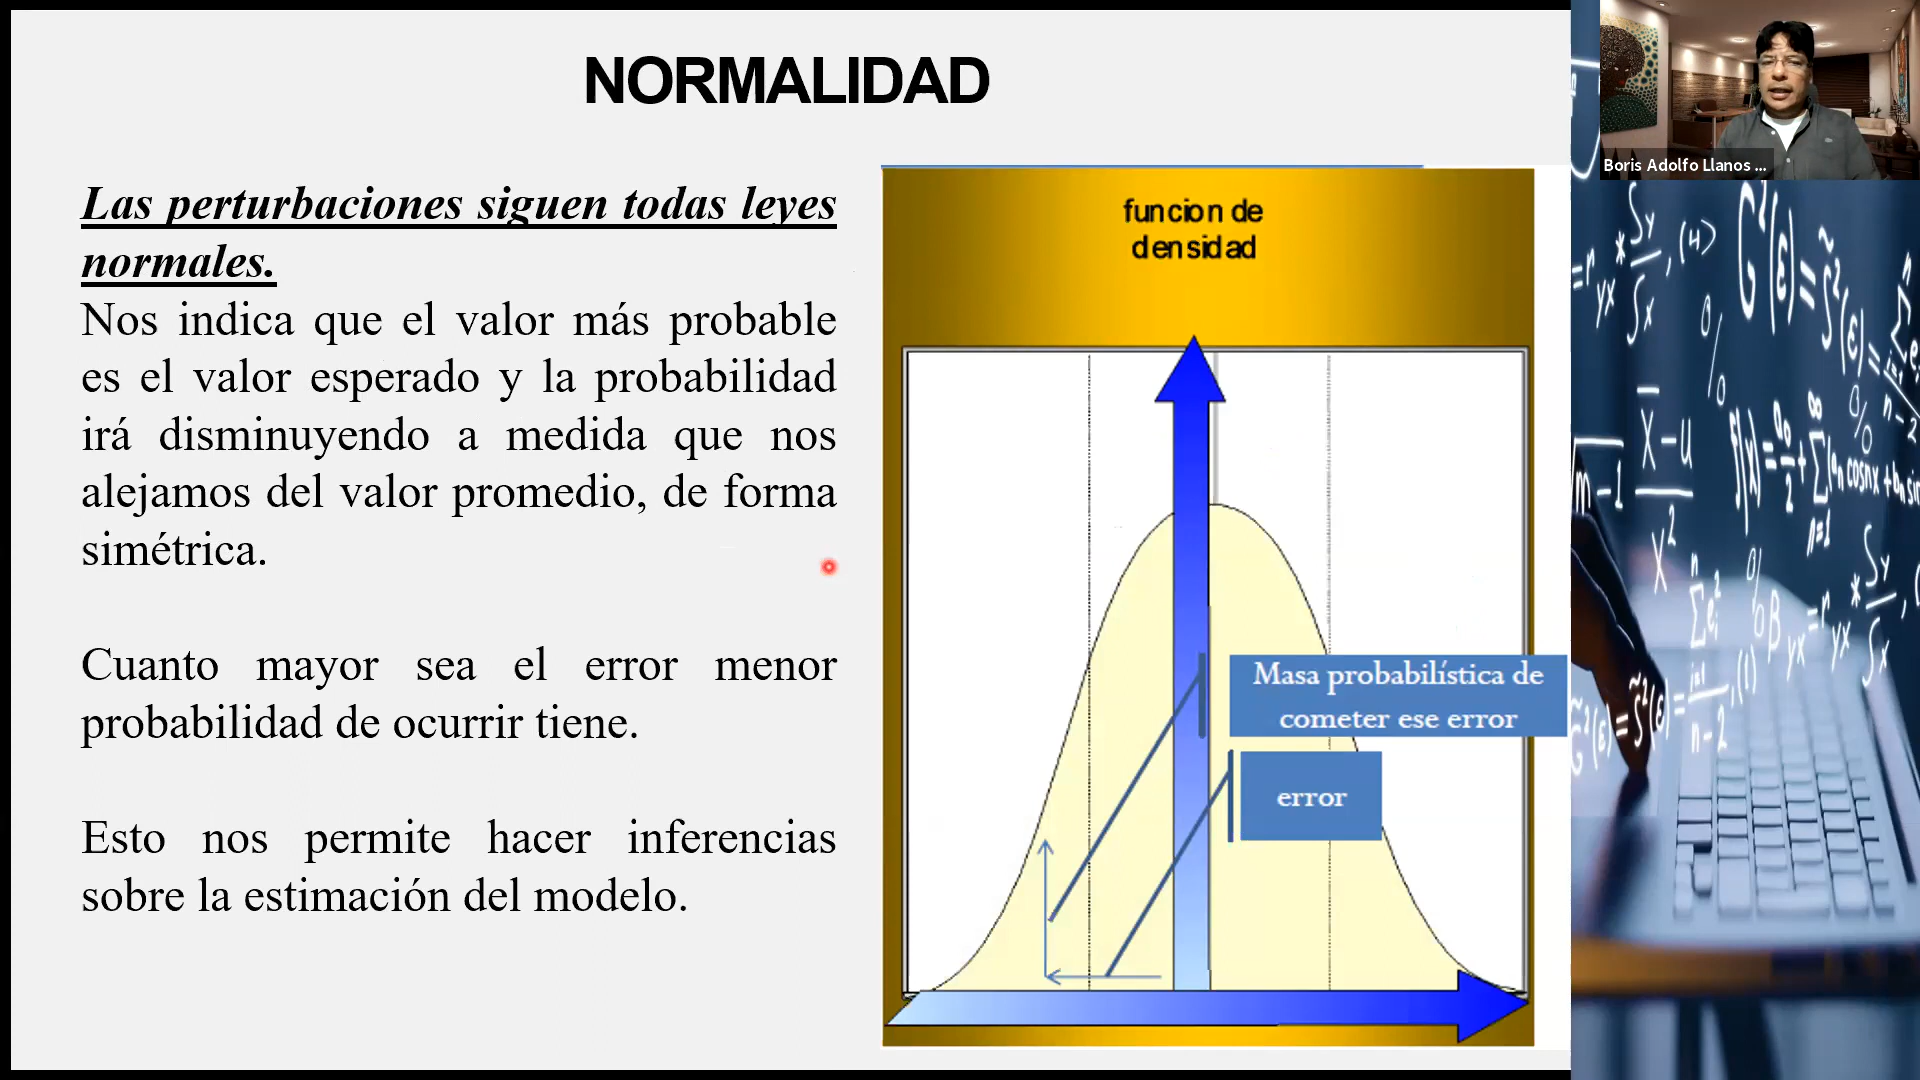 NORMALIDAD
Las perturbaciones siguen todas leyes
normales.
Nos indica que el valor más probable
es el valor esperado y la probabilidad
irá disminuyendo a medida que nos
alejamos del valor promedio, de forma
simétrica.
Cuanto mayor sea el error menor
probabilidad de ocurrir tiene.
Esto nos permite hacer inferencias
sobre la estimación del modelo.
funcion de
densidad
Masa probabilística de
cometer ese error
error
Boris Adolfo Llanos ...